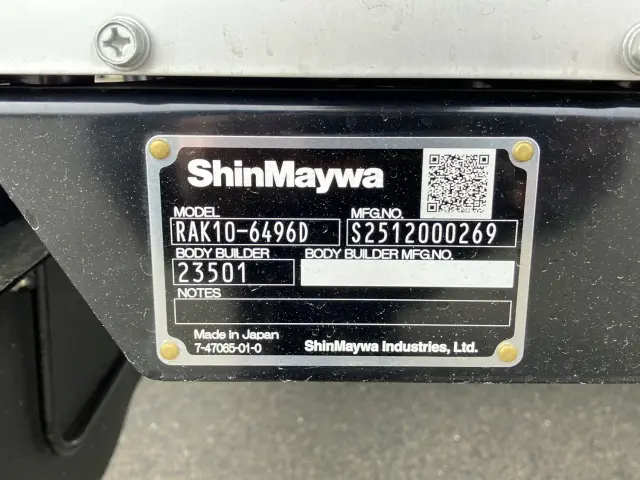 ShinMaywa
MODEL MFG.NO.
RAK10-6496D S2512000269
BODY BUILDER BODY BUILDER MFG.NO.
23501
NOTES
Made in Japan
7-47065-01-0 ShinMaywa Industries, Ltd.